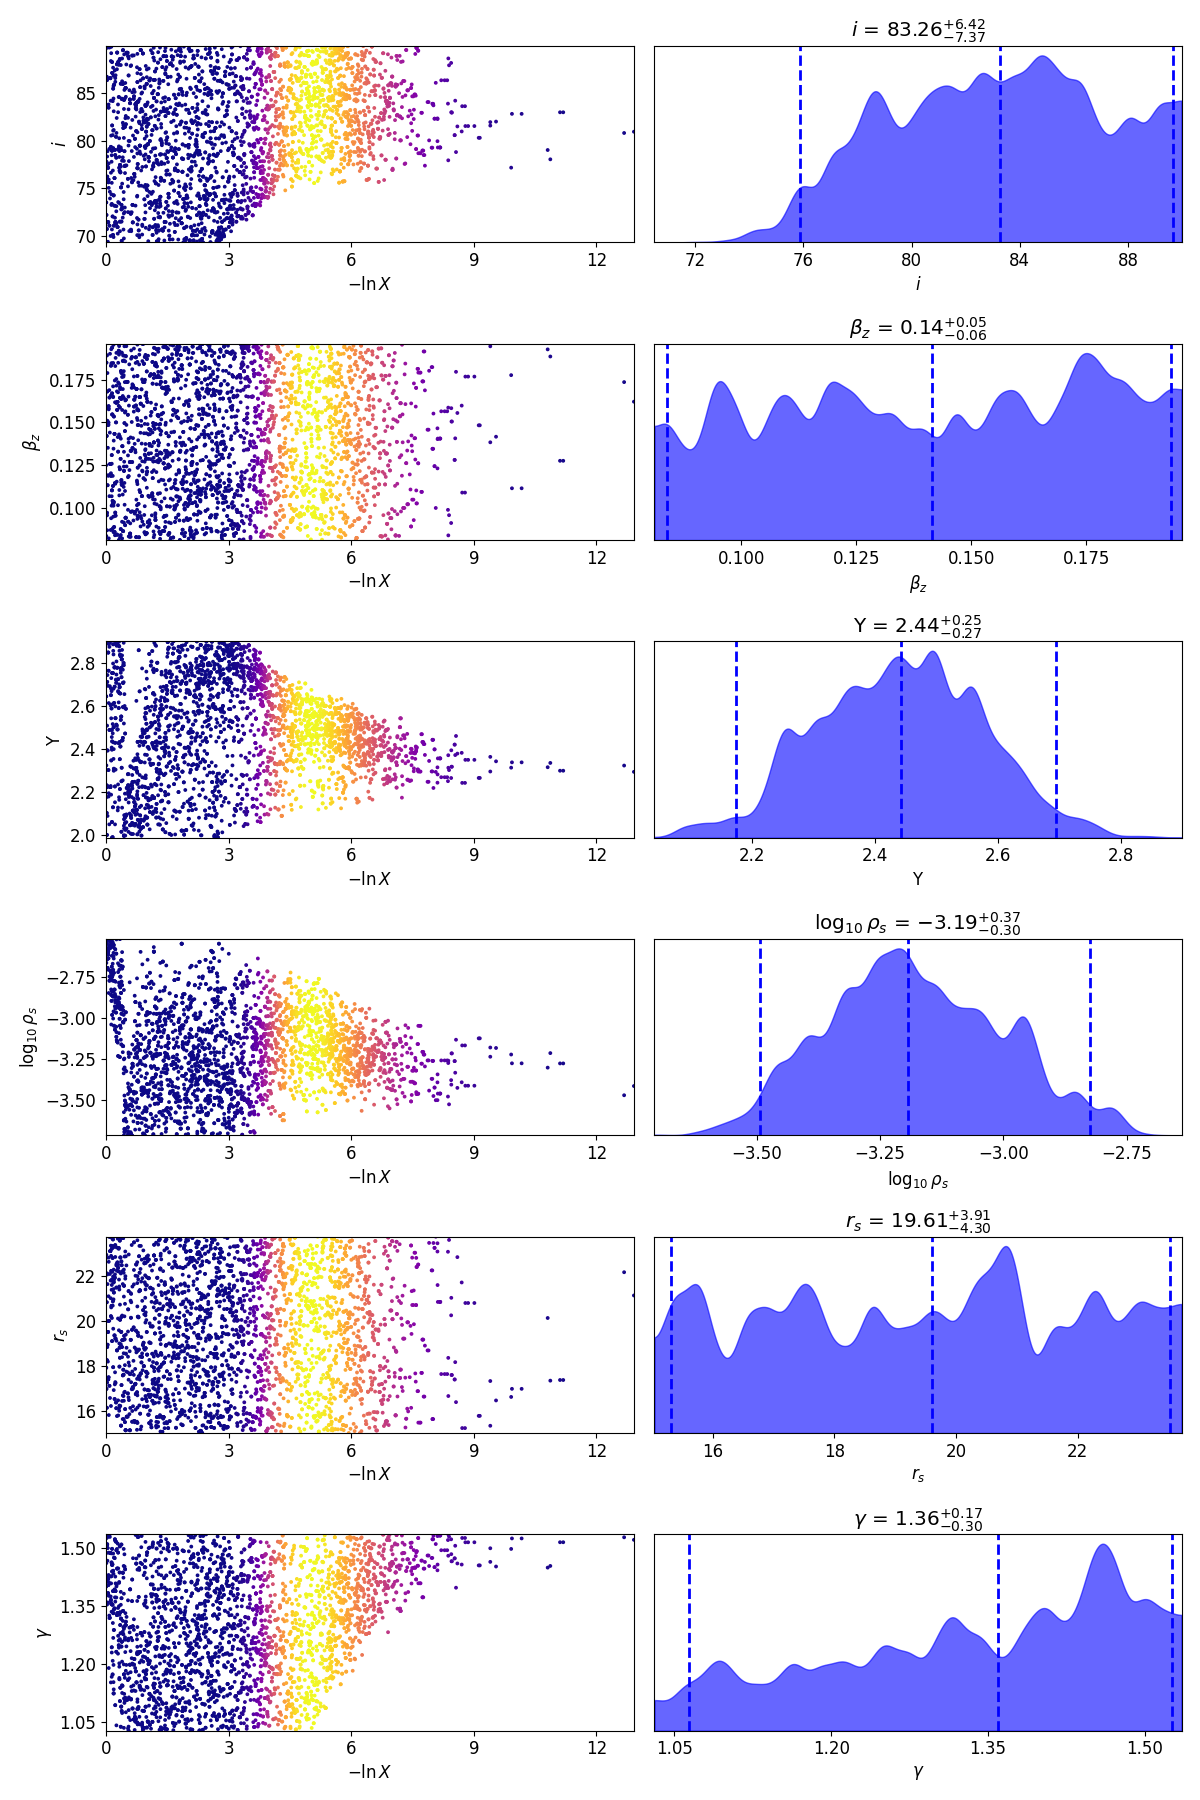 i = 83.26^{+6.42}_{-7.37}
i
85
80
75
70
0 3 6 9 12
−ln X
72 76 80 84 88
i
β_z = 0.14^{+0.05}_{-0.06}
β_z
0.175
0.150
0.125
0.100
0 3 6 9 12
−ln X
0.100 0.125 0.150 0.175
β_z
Y = 2.44^{+0.25}_{-0.27}
Y
2.8
2.6
2.4
2.2
2.0
0 3 6 9 12
−ln X
2.2 2.4 2.6 2.8
Y
log₁₀ ρ_s = −3.19^{+0.37}_{-0.30}
log₁₀ ρ_s
−2.75
−3.00
−3.25
−3.50
0 3 6 9 12
−ln X
−3.50 −3.25 −3.00 −2.75
log₁₀ ρ_s
r_s = 19.61^{+3.91}_{-4.30}
r_s
22
20
18
16
0 3 6 9 12
−ln X
16 18 20 22
r_s
γ = 1.36^{+0.17}_{-0.30}
γ
1.50
1.35
1.20
1.05
0 3 6 9 12
−ln X
1.05 1.20 1.35 1.50
γ